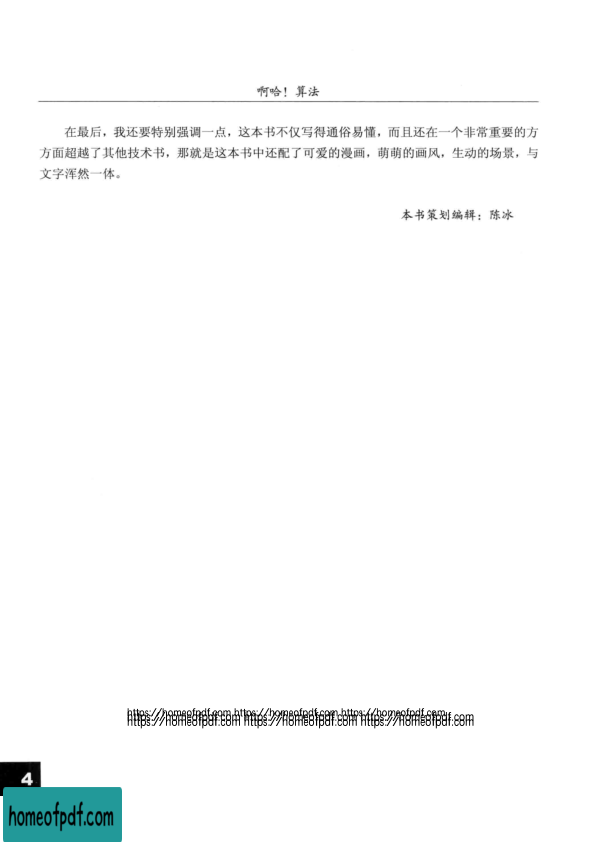 啊哈！算法
在最后，我还要特别强调一点，这本书不仅写得通俗易懂，而且还在一个非常重要的方
方面超越了其他技术书，那就是这本书中还配了可爱的漫画，萌萌的画风，生动的场景，与
文字浑然一体。
本书策划编辑：陈冰
https://homeofpdf.com https://homeofpdf.com https://homeofpdf.com
https://homeofpdf.com https://homeofpdf.com https://homeofpdf.com
4
homeofpdf.com